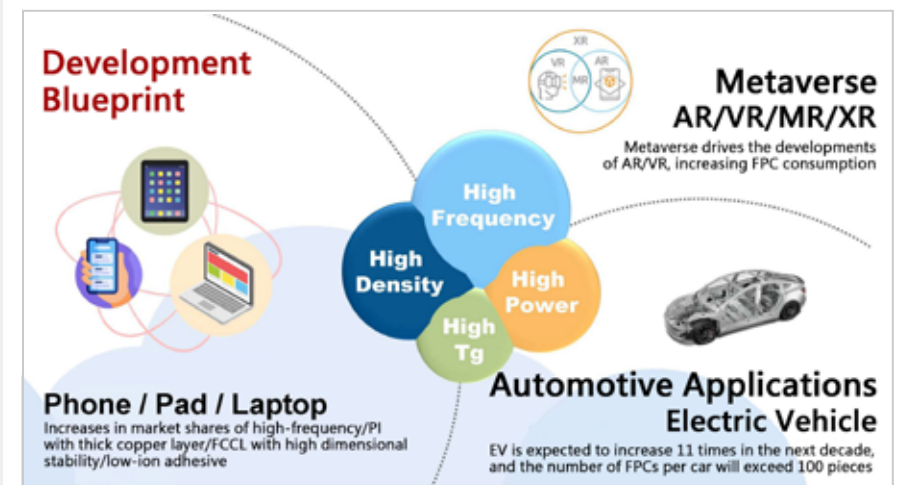 Development
Blueprint
XR
VR
AR
MR
Metaverse
AR/VR/MR/XR
Metaverse drives the developments
of AR/VR, increasing FPC consumption
High
Frequency
High
Density
High
Power
High
Tg
Phone / Pad / Laptop
Increases in market shares of high-frequency/PI
with thick copper layer/FCCL with high dimensional
stability/low-ion adhesive
Automotive Applications
Electric Vehicle
EV is expected to increase 11 times in the next decade,
and the number of FPCs per car will exceed 100 pieces